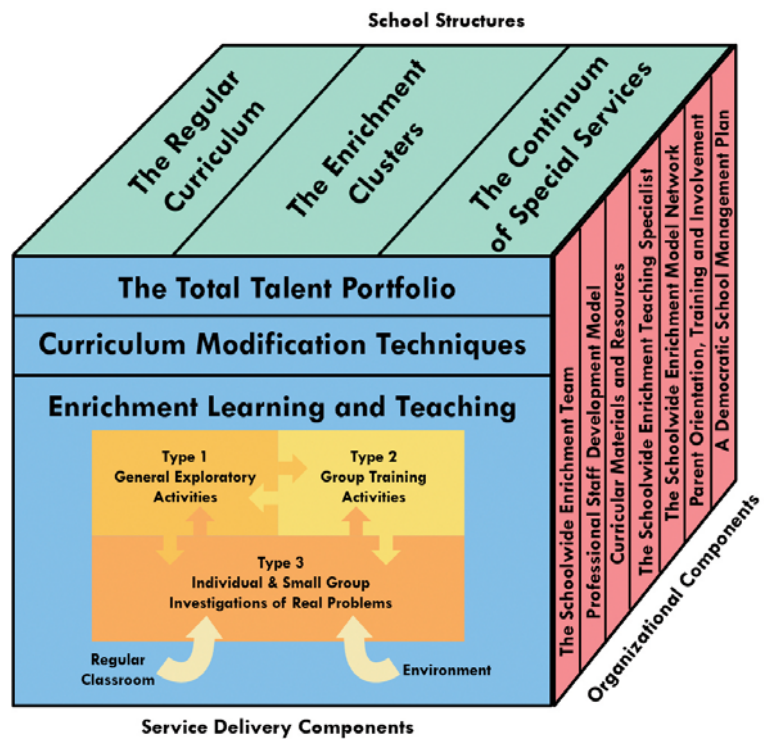 School Structures
The Regular
Curriculum
The Enrichment
Clusters
The Continuum
of Special Services
The Total Talent Portfolio
Curriculum Modification Techniques
Enrichment Learning and Teaching
Type 1
General Exploratory
Activities
Type 2
Group Training
Activities
Type 3
Individual & Small Group
Investigations of Real Problems
Regular
Classroom
Environment
Service Delivery Components
The Schoolwide Enrichment Team
Professional Staff Development Model
Curricular Materials and Resources
The Schoolwide Enrichment Teaching Specialist
The Schoolwide Enrichment Model Network
Parent Orientation, Training and Involvement
A Democratic School Management Plan
Organizational Components